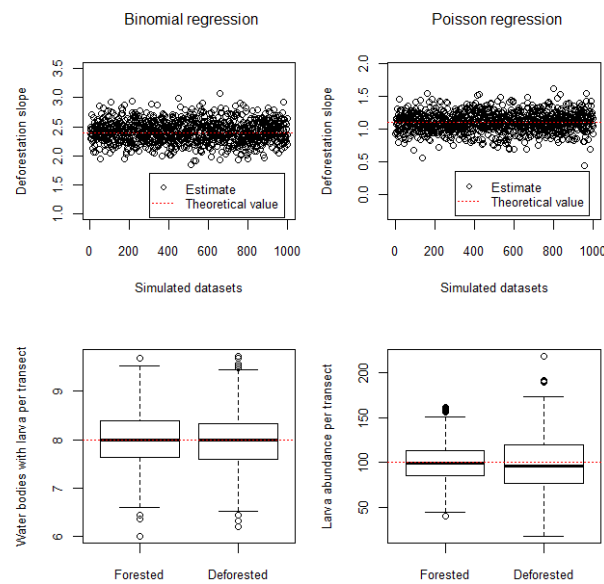 Binomial regression
Deforestation slope
3.5
3.0
2.5
2.0
1.5
1.0
Estimate
Theoretical value
0 200 400 600 800 1000
Simulated datasets
Poisson regression
Deforestation slope
2.0
1.5
1.0
0.5
0.0
Estimate
Theoretical value
0 200 400 600 800 1000
Simulated datasets
Water bodies with larva per transect
9
8
7
6
Forested Deforested
Larva abundance per transect
200
150
100
50
Forested Deforested